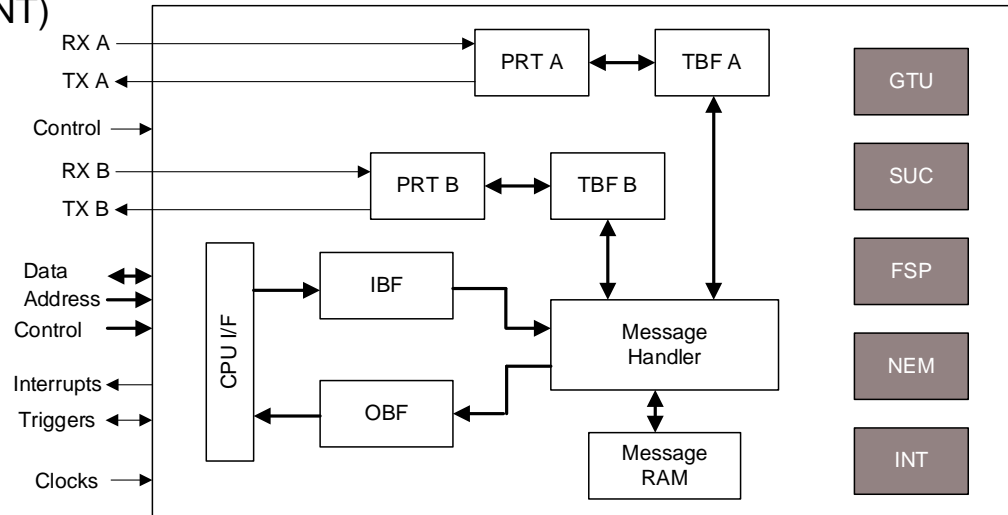 NT)
RX A
TX A
Control
RX B
TX B
Data
Address
Control
Interrupts
Triggers
Clocks
PRT A
TBF A
PRT B
TBF B
CPU I/F
IBF
OBF
Message
Handler
Message
RAM
GTU
SUC
FSP
NEM
INT